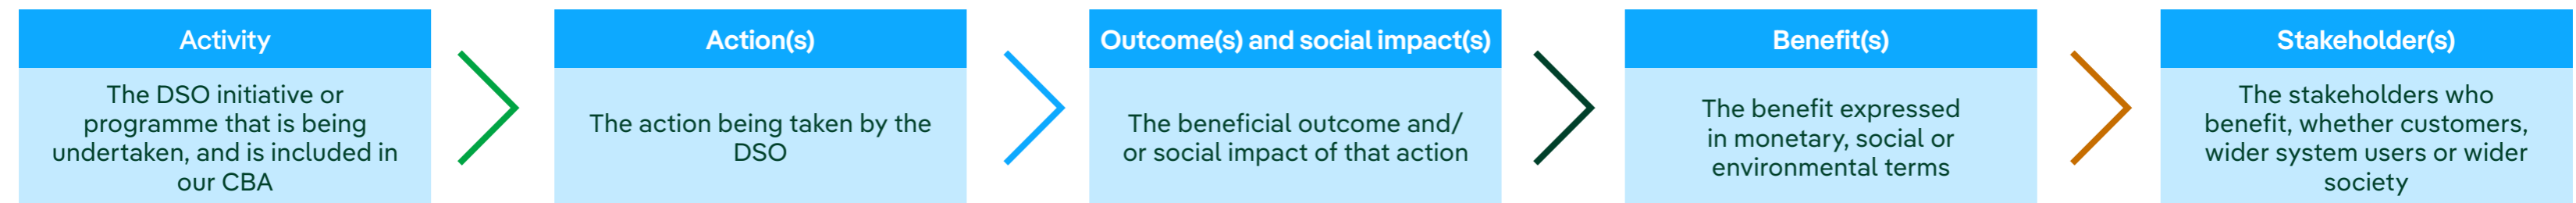 Activity
The DSO initiative or
programme that is being
undertaken, and is included in
our CBA
Action(s)
The action being taken by the
DSO
Outcome(s) and social impact(s)
The beneficial outcome and/
or social impact of that action
Benefit(s)
The benefit expressed
in monetary, social or
environmental terms
Stakeholder(s)
The stakeholders who
benefit, whether customers,
wider system users or wider
society